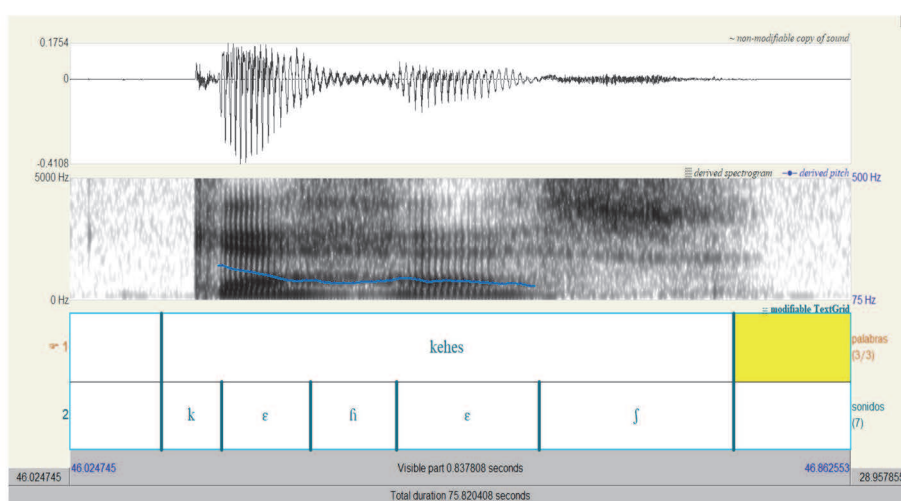 ~ non-modifiable copy of sound
0.1754
0
-0.4108
5000 Hz
derived spectrogram
derived pitch
500 Hz
0 Hz
75 Hz
modifiable TextGrid
1
kehes
palabras
(3/3)
2
k
ɛ
ɦ
ɛ
ʃ
sonidos
(7)
46.024745
46.024745
Visible part 0.837808 seconds
46.862553
28.957855
Total duration 75.820408 seconds